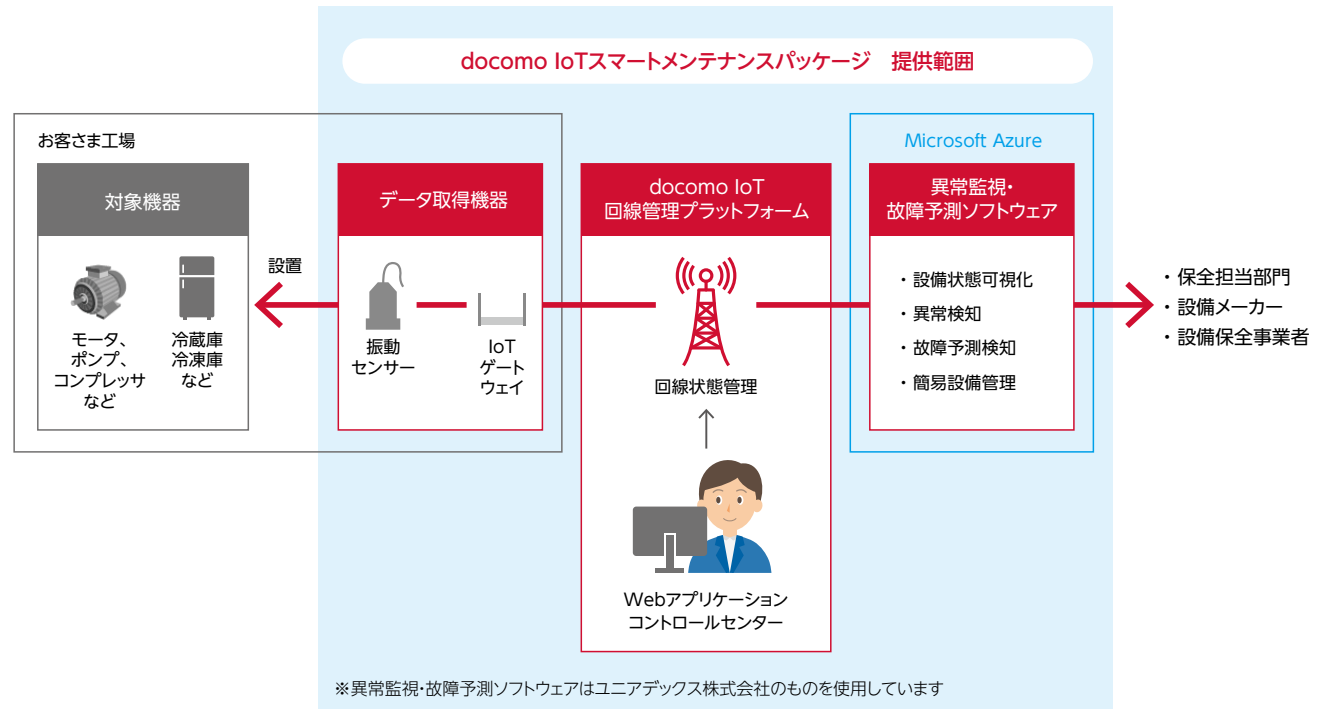 docomo IoTスマートメンテナンスパッケージ　提供範囲
お客さま工場
対象機器
モータ、
ポンプ、
コンプレッサ
など
冷蔵庫
冷凍庫
など
設置
データ取得機器
振動
センサー
IoT
ゲート
ウェイ
docomo IoT
回線管理プラットフォーム
回線状態管理
Webアプリケーション
コントロールセンター
Microsoft Azure
異常監視・
故障予測ソフトウェア
・設備状態可視化
・異常検知
・故障予測検知
・簡易設備管理
・保全担当部門
・設備メーカー
・設備保全事業者
※異常監視・故障予測ソフトウェアはユニアデックス株式会社のものを使用しています